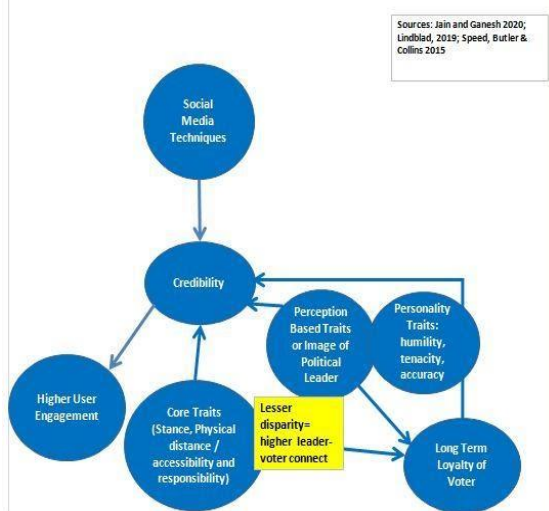 Sources: Jain and Ganesh 2020;
Lindblad, 2019; Speed, Butler &
Collins 2015
Social
Media
Techniques
Credibility
Perception
Based Traits
or Image of
Political
Leader
Personality
Traits:
humility,
tenacity,
accuracy
Higher User
Engagement
Core Traits
(Stance, Physical
distance /
accessibility and
responsibility)
Lesser
disparity=
higher leader-
voter connect
Long Term
Loyalty of
Voter